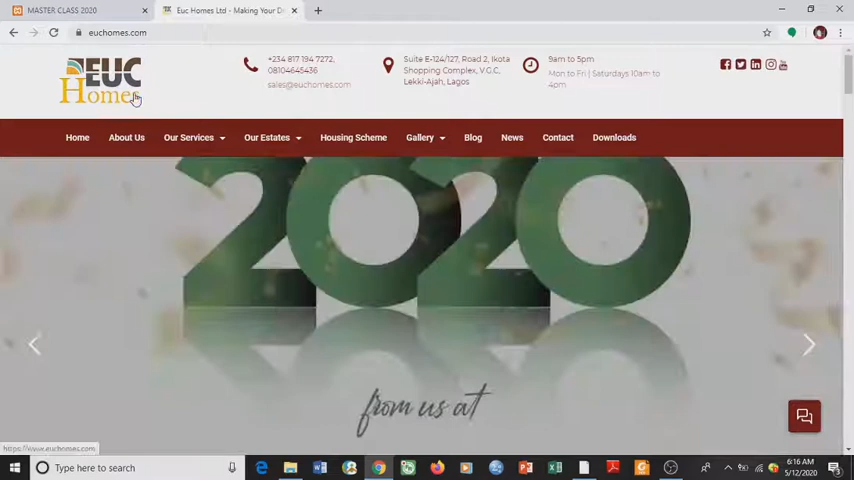 MASTER CLASS 2020
Euc Homes Ltd - Making Your D
euchomes.com
EUC
Homes
+234 817 194 7272,
08104645436
sales@euchomes.com
Suite E-124/127, Road 2, Ikota
Shopping Complex, V.G.C,
Lekki-Ajah, Lagos
9am to 5pm
Mon to Fri | Saturdays 10am to
4pm
Home
About Us
Our Services
Our Estates
Housing Scheme
Gallery
Blog
News
Contact
Downloads
2020
from us at
https://www.euchomes.com
Type here to search
6:16 AM
5/12/2020